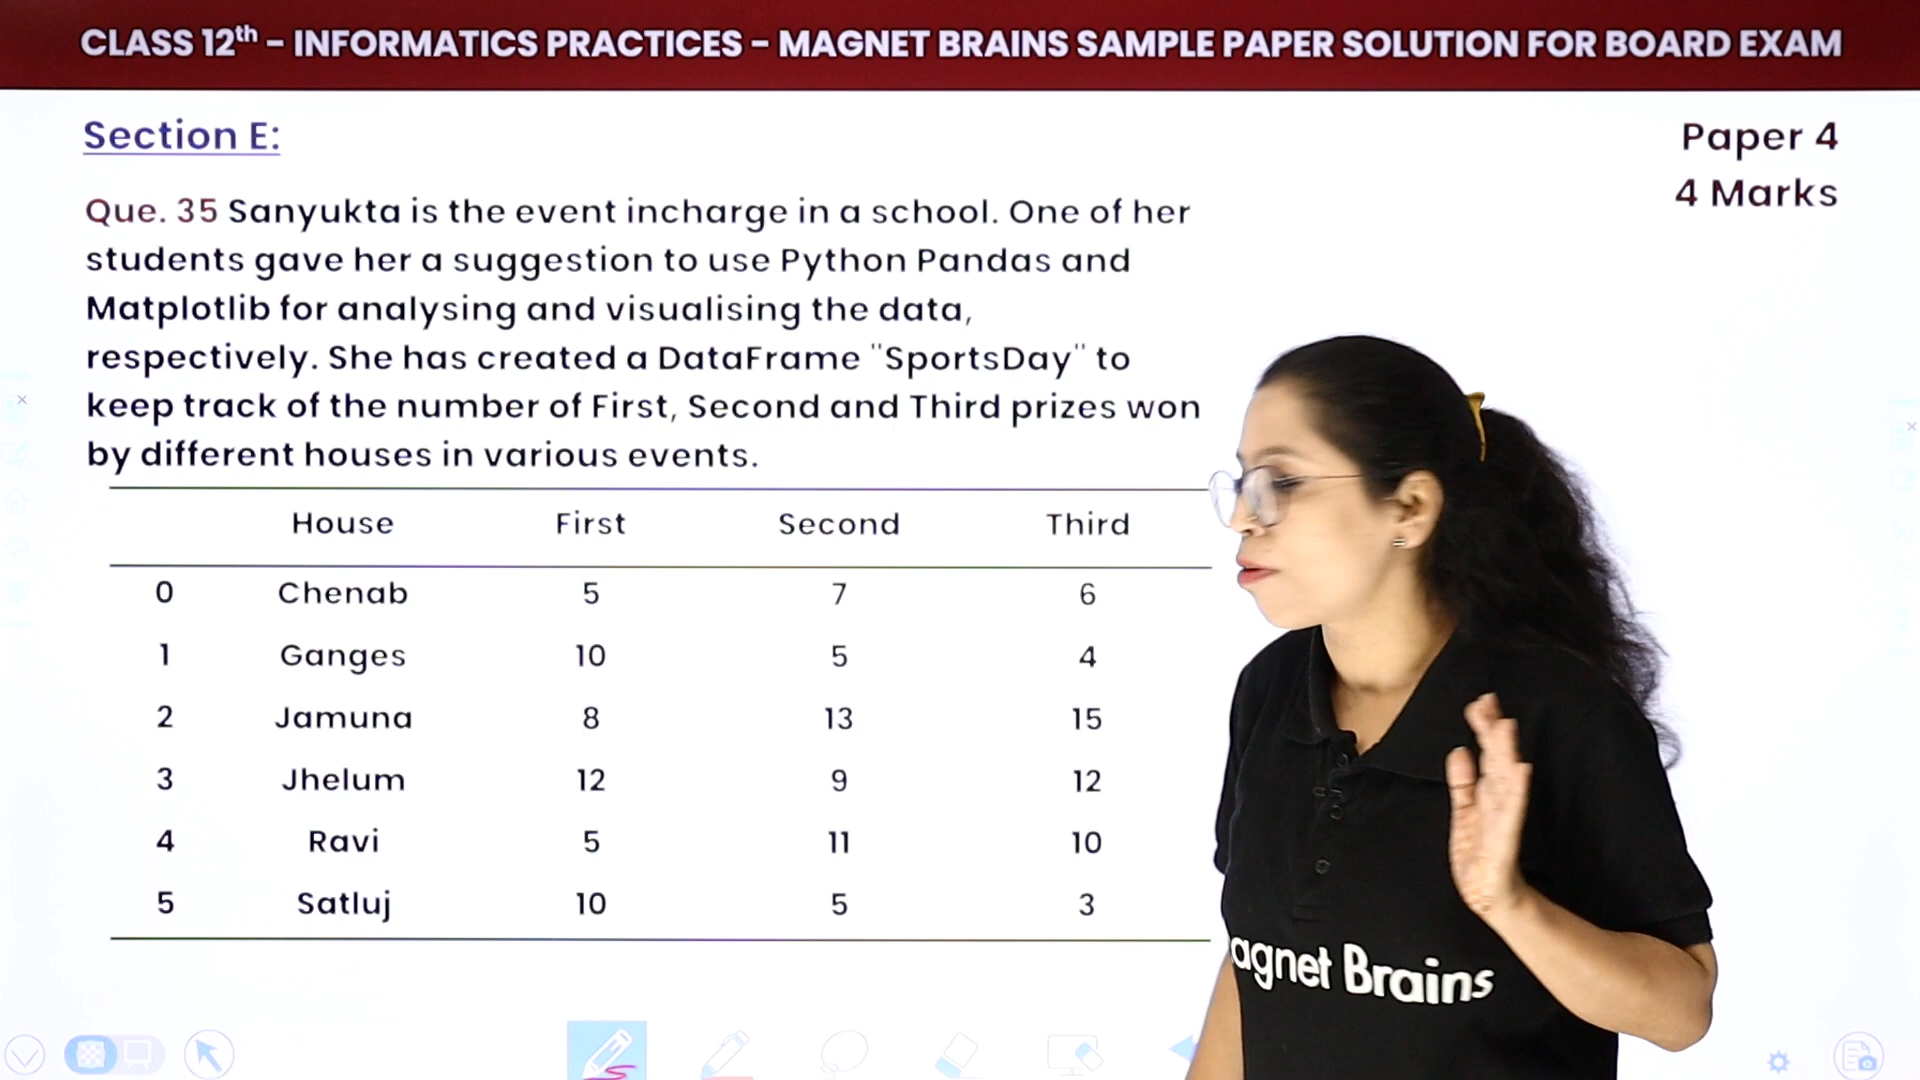 CLASS 12th – INFORMATICS PRACTICES – MAGNET BRAINS SAMPLE PAPER SOLUTION FOR BOARD EXAM
Section E:
Paper 4
4 Marks
Que. 35 Sanyukta is the event incharge in a school. One of her
students gave her a suggestion to use Python Pandas and
Matplotlib for analysing and visualising the data,
respectively. She has created a DataFrame "SportsDay" to
keep track of the number of First, Second and Third prizes won
by different houses in various events.
House First Second Third
0 Chenab 5 7 6
1 Ganges 10 5 4
2 Jamuna 8 13 15
3 Jhelum 12 9 12
4 Ravi 5 11 10
5 Satluj 10 5 3
agnet Brains